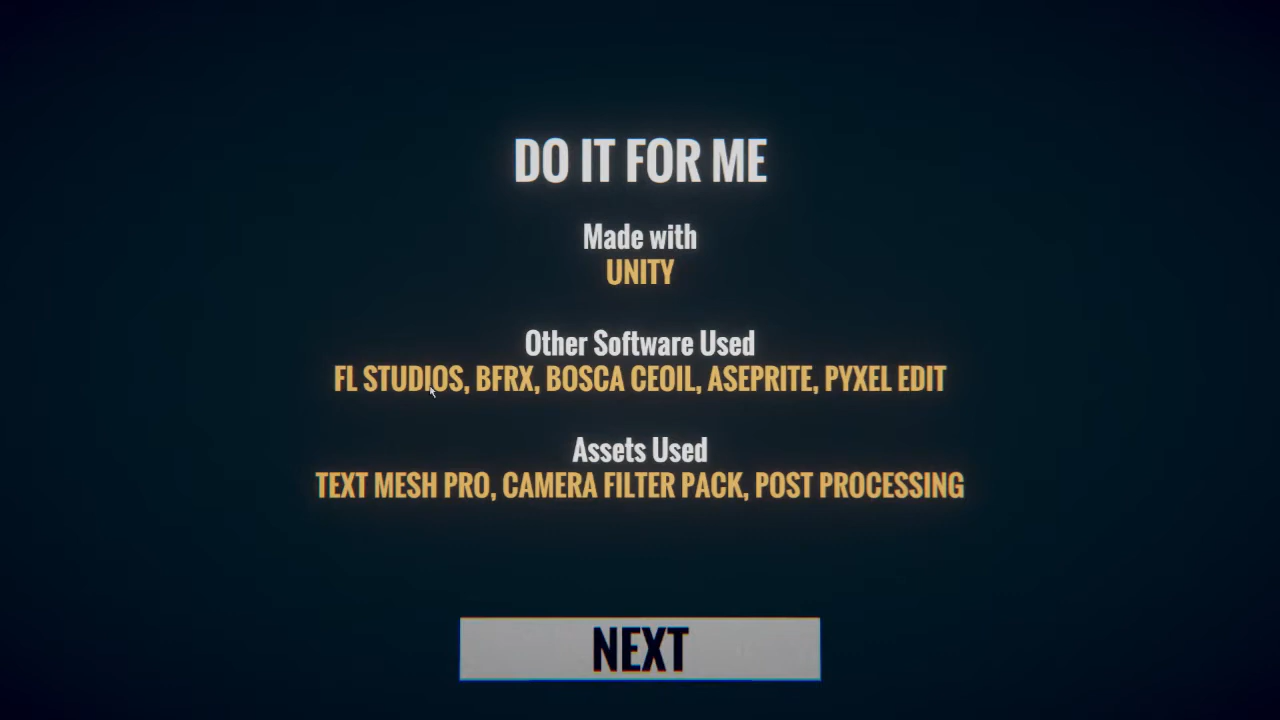 DO IT FOR ME
Made with
UNITY
Other Software Used
FL STUDIOS, BFRX, BOSCA CEOIL, ASEPRITE, PYXEL EDIT
Assets Used
TEXT MESH PRO, CAMERA FILTER PACK, POST PROCESSING
NEXT